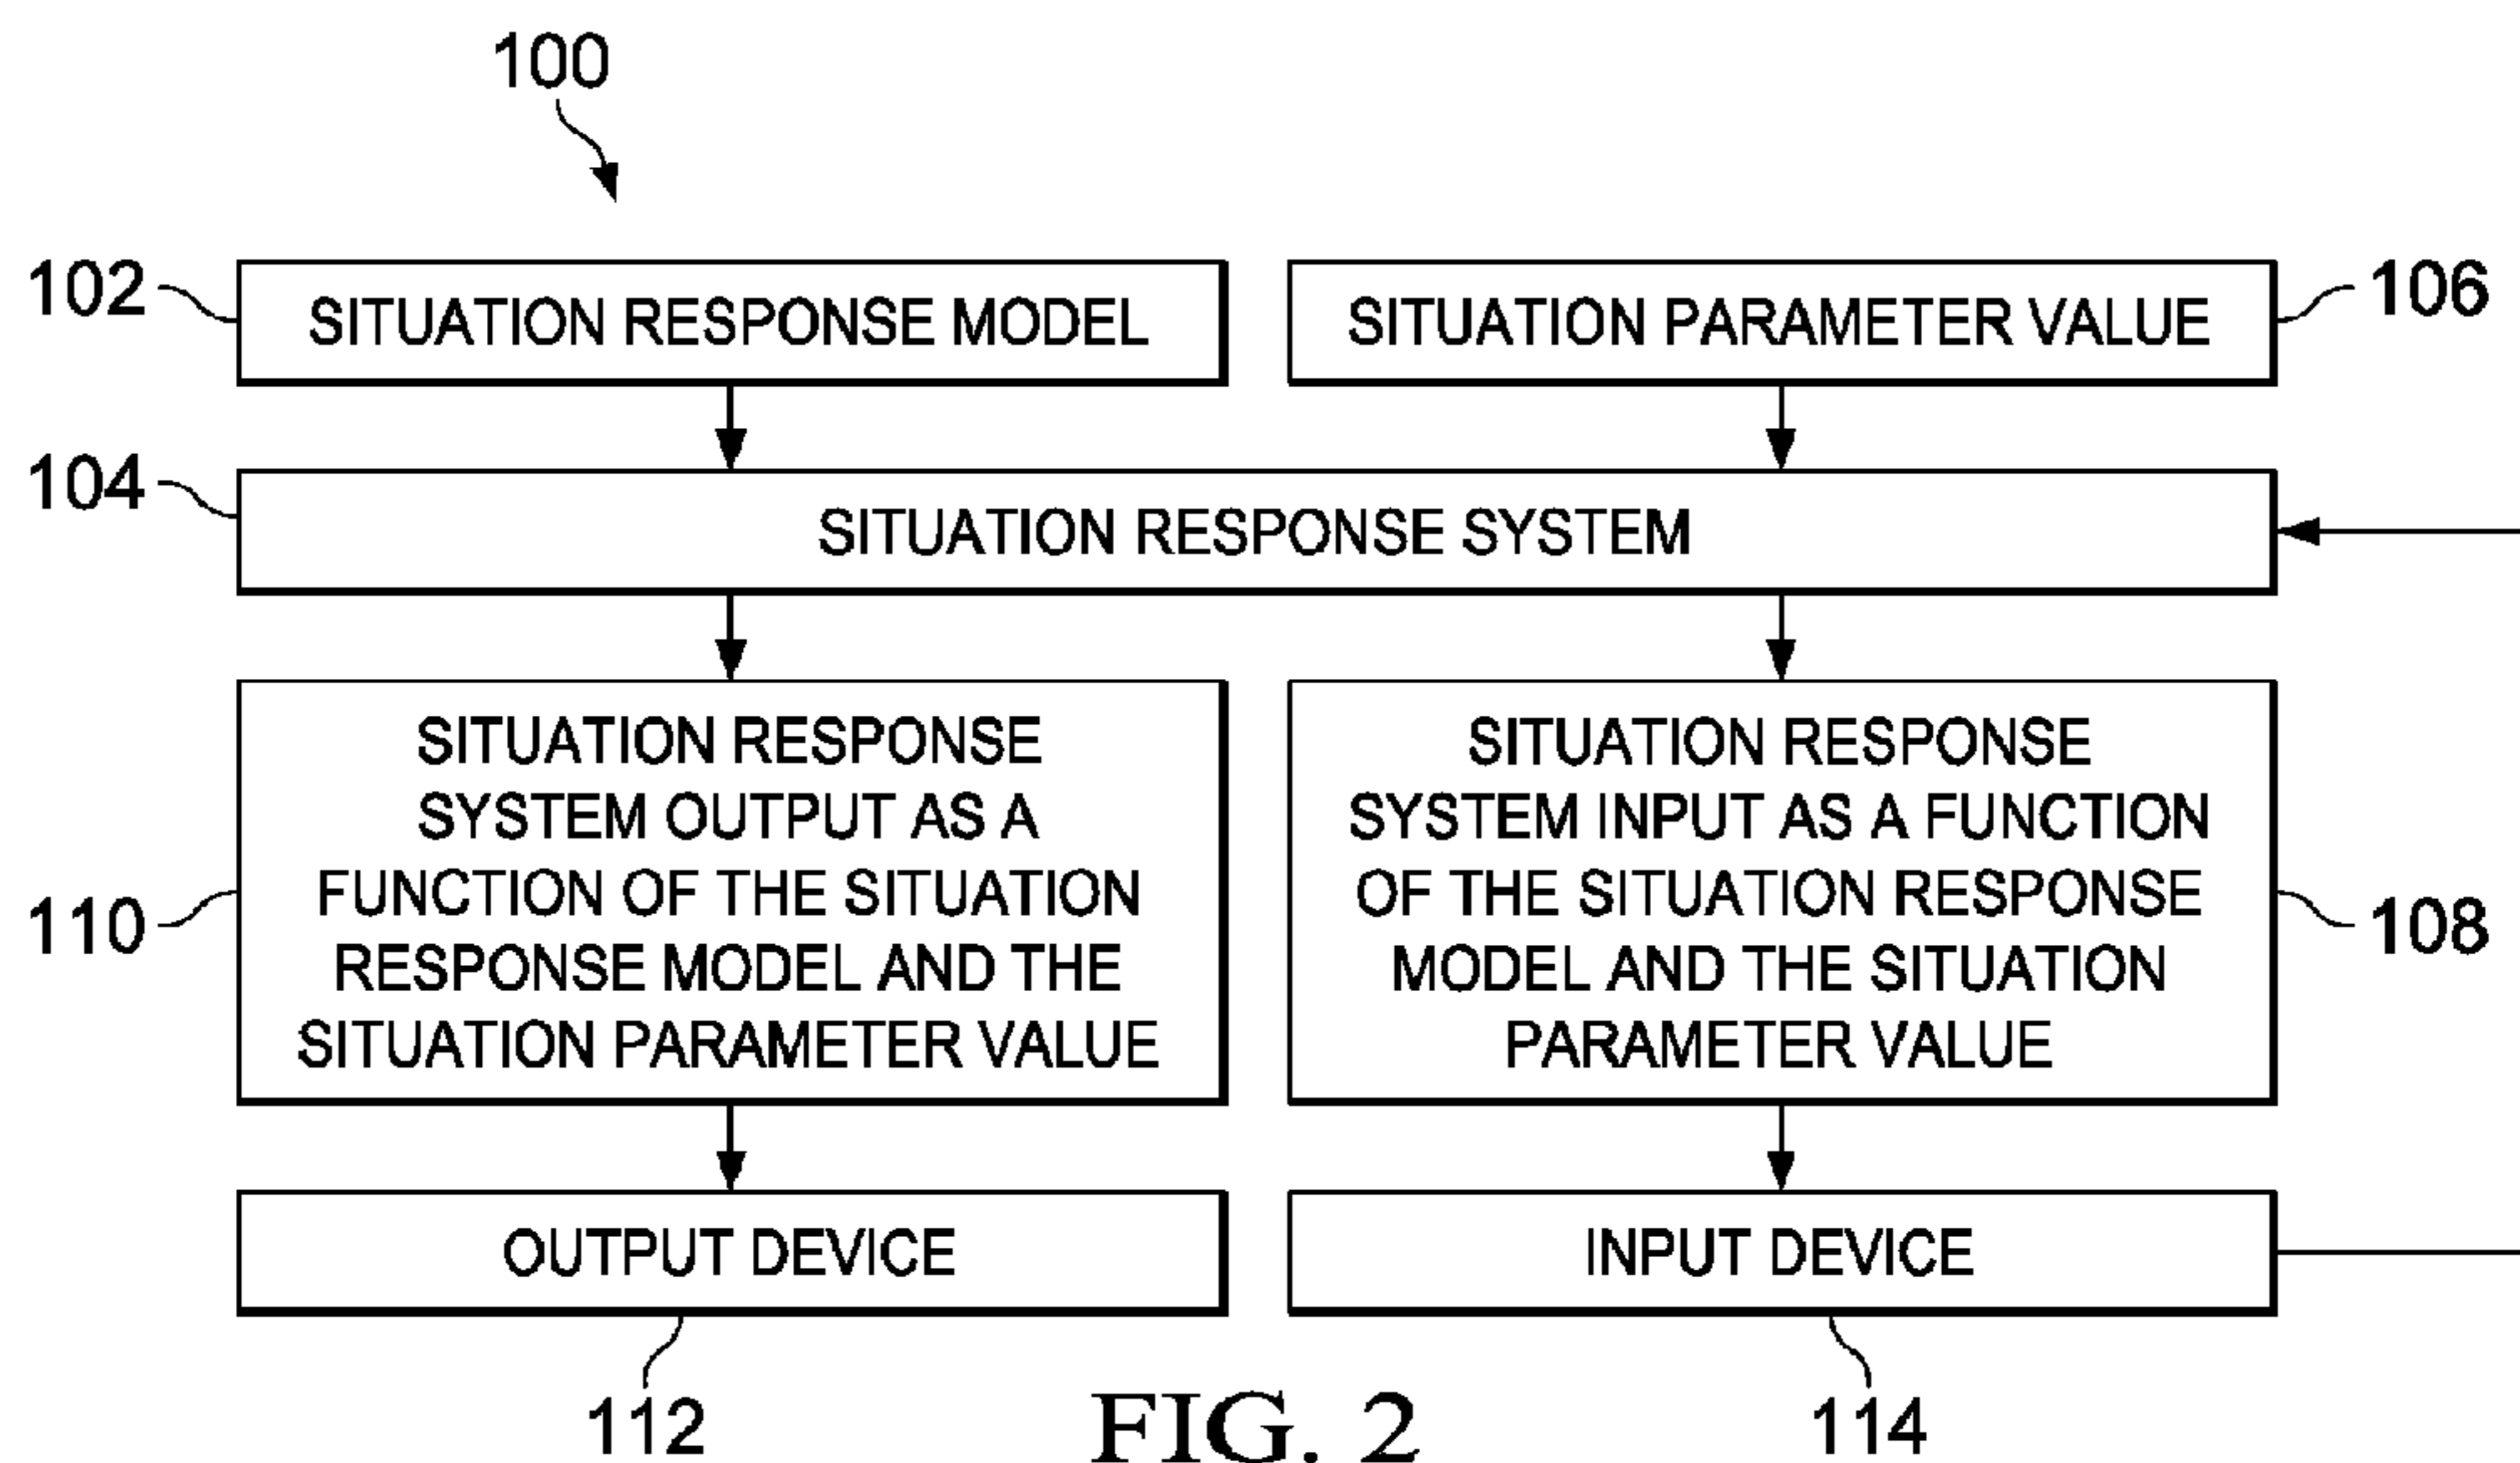 100
102
SITUATION RESPONSE MODEL
SITUATION PARAMETER VALUE
106
104
SITUATION RESPONSE SYSTEM
110
SITUATION RESPONSE
SYSTEM OUTPUT AS A
FUNCTION OF THE SITUATION
RESPONSE MODEL AND THE
SITUATION PARAMETER VALUE
SITUATION RESPONSE
SYSTEM INPUT AS A FUNCTION
OF THE SITUATION RESPONSE
MODEL AND THE SITUATION
PARAMETER VALUE
108
OUTPUT DEVICE
INPUT DEVICE
112
114
FIG. 2